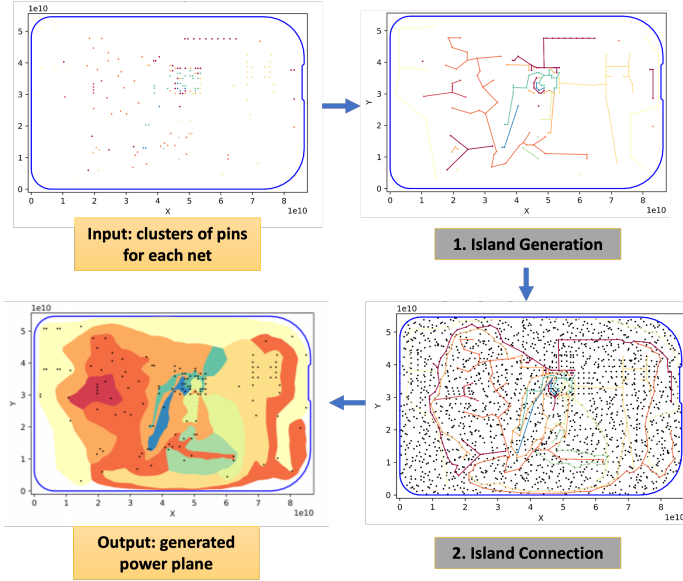 1e10
5
4
3
2
1
0
0 1 2 3 4 5 6 7 8
X
1e10
Input: clusters of pins
for each net
5
4
3
2
1
0
Y
0 1 2 3 4 5 6 7 8
X
1e10
1. Island Generation
1e10
5
4
3
2
1
0
Y
0 1 2 3 4 5 6 7 8
X
1e10
Output: generated
power plane
1e10
5
4
3
2
1
0
Y
0 1 2 3 4 5 6 7 8
X
1e10
2. Island Connection